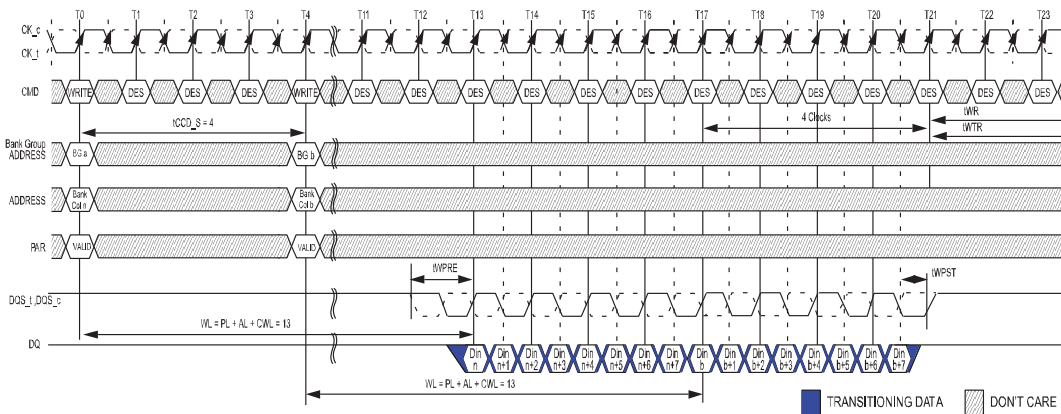 T0 T1 T2 T3 T4 T11 T12 T13 T14 T15 T16 T17 T18 T19 T20 T21 T22 T23
CK_c
CK_t
CMD WRITE DES DES DES WRITE DES DES DES DES DES DES DES DES DES DES DES DES DES
tCCD_S = 4 4 Clocks tWR
tWTR
Bank Group
ADDRESS BG a BG b
ADDRESS Bank Col n Bank Col b
PAR VALID VALID
tWPRE tWPST
DQS_t ,DQS_c
WL = PL + AL + CWL = 13
DQ Din n Din n+1 Din n+2 Din n+3 Din n+4 Din n+5 Din n+6 Din n+7 Din b Din b+1 Din b+2 Din b+3 Din b+4 Din b+5 Din b+6 Din b+7
WL = PL + AL + CWL = 13
TRANSITIONING DATA DON'T CARE